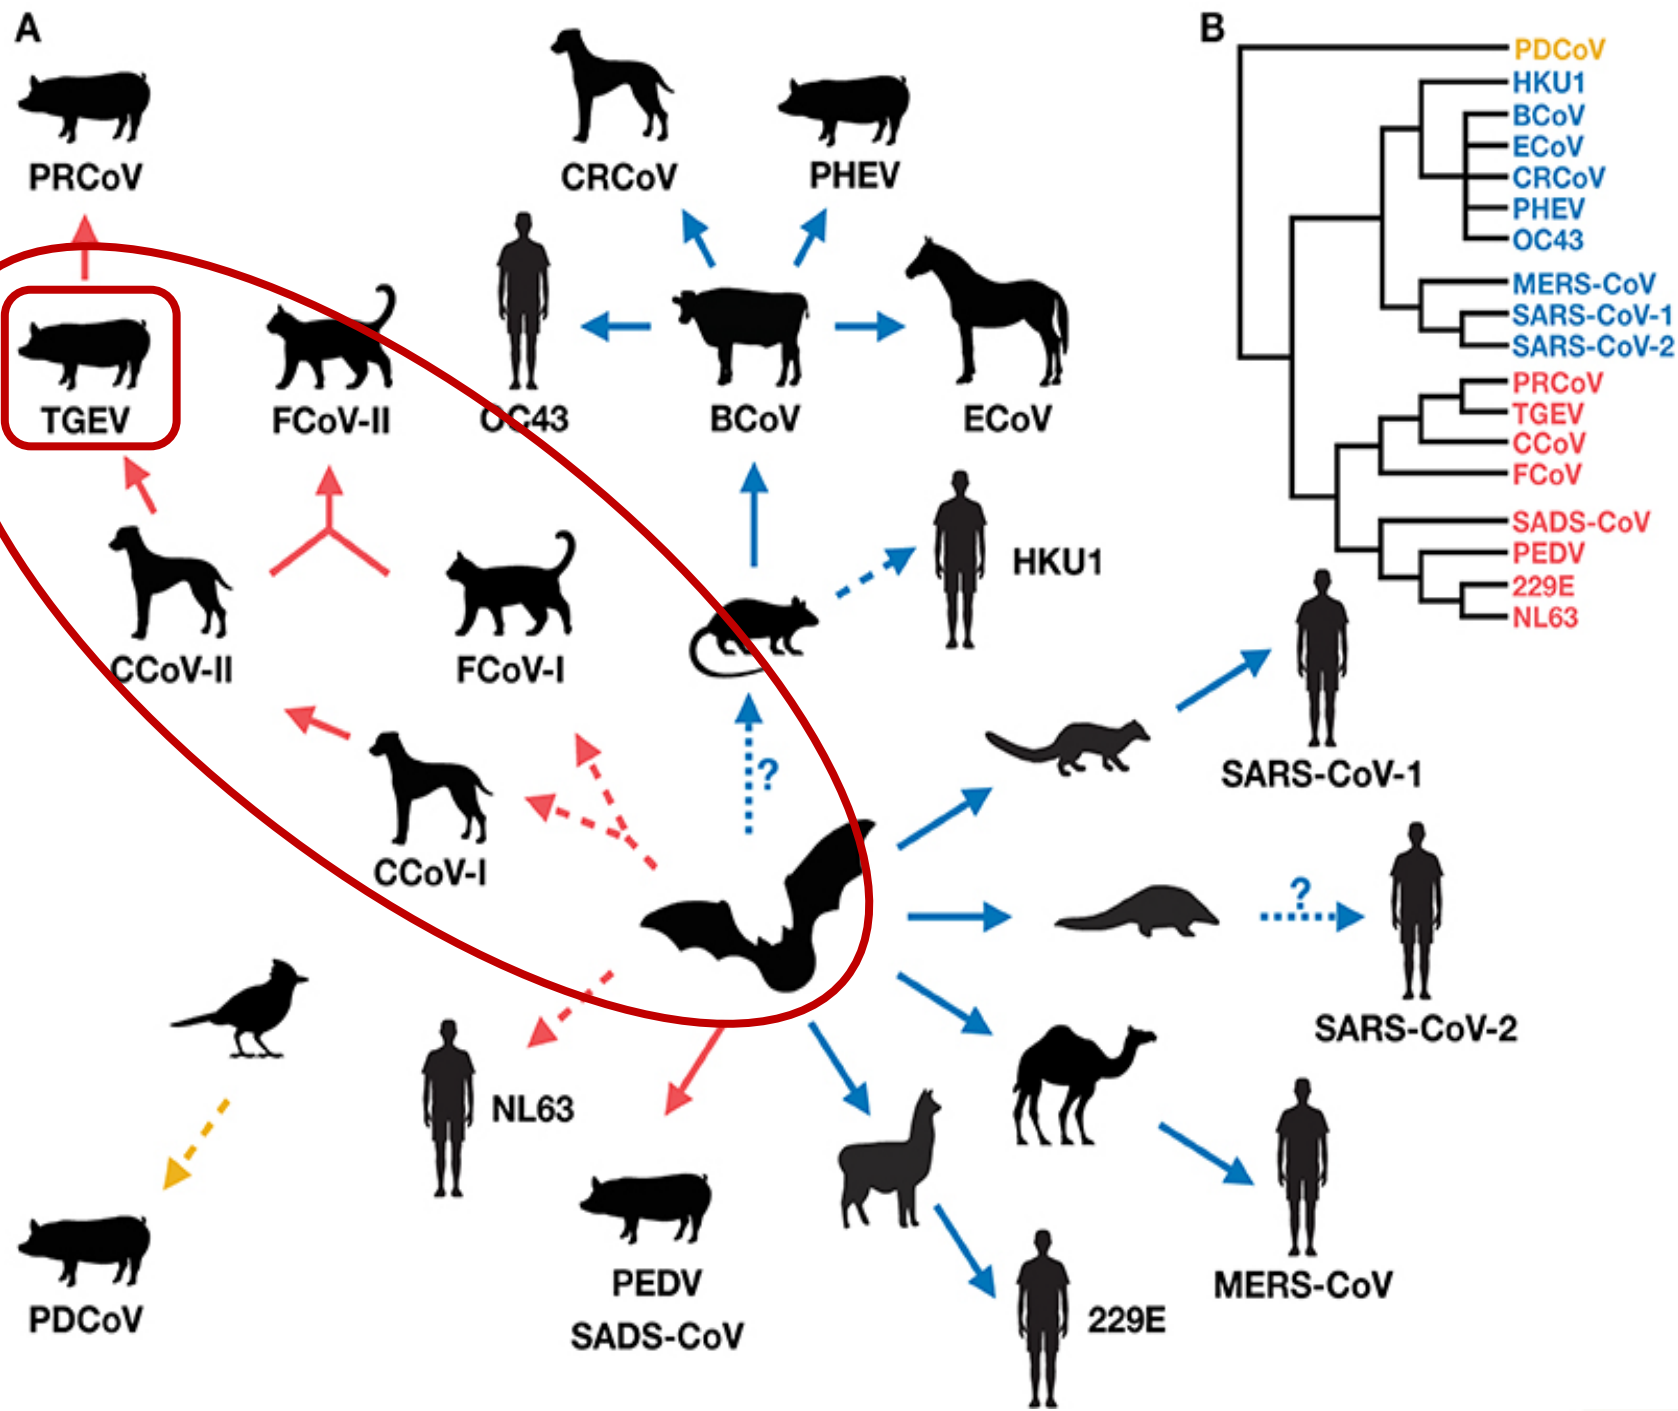 A
PRCoV
CRCoV
PHEV
TGEV
FCoV-II
OC43
BCoV
ECoV
CCoV-II
FCoV-I
HKU1
?
CCoV-I
SARS-CoV-1
?
SARS-CoV-2
NL63
PDCoV
PEDV
SADS-CoV
229E
MERS-CoV
B
PDCoV
HKU1
BCoV
ECoV
CRCoV
PHEV
OC43
MERS-CoV
SARS-CoV-1
SARS-CoV-2
PRCoV
TGEV
CCoV
FCoV
SADS-CoV
PEDV
229E
NL63